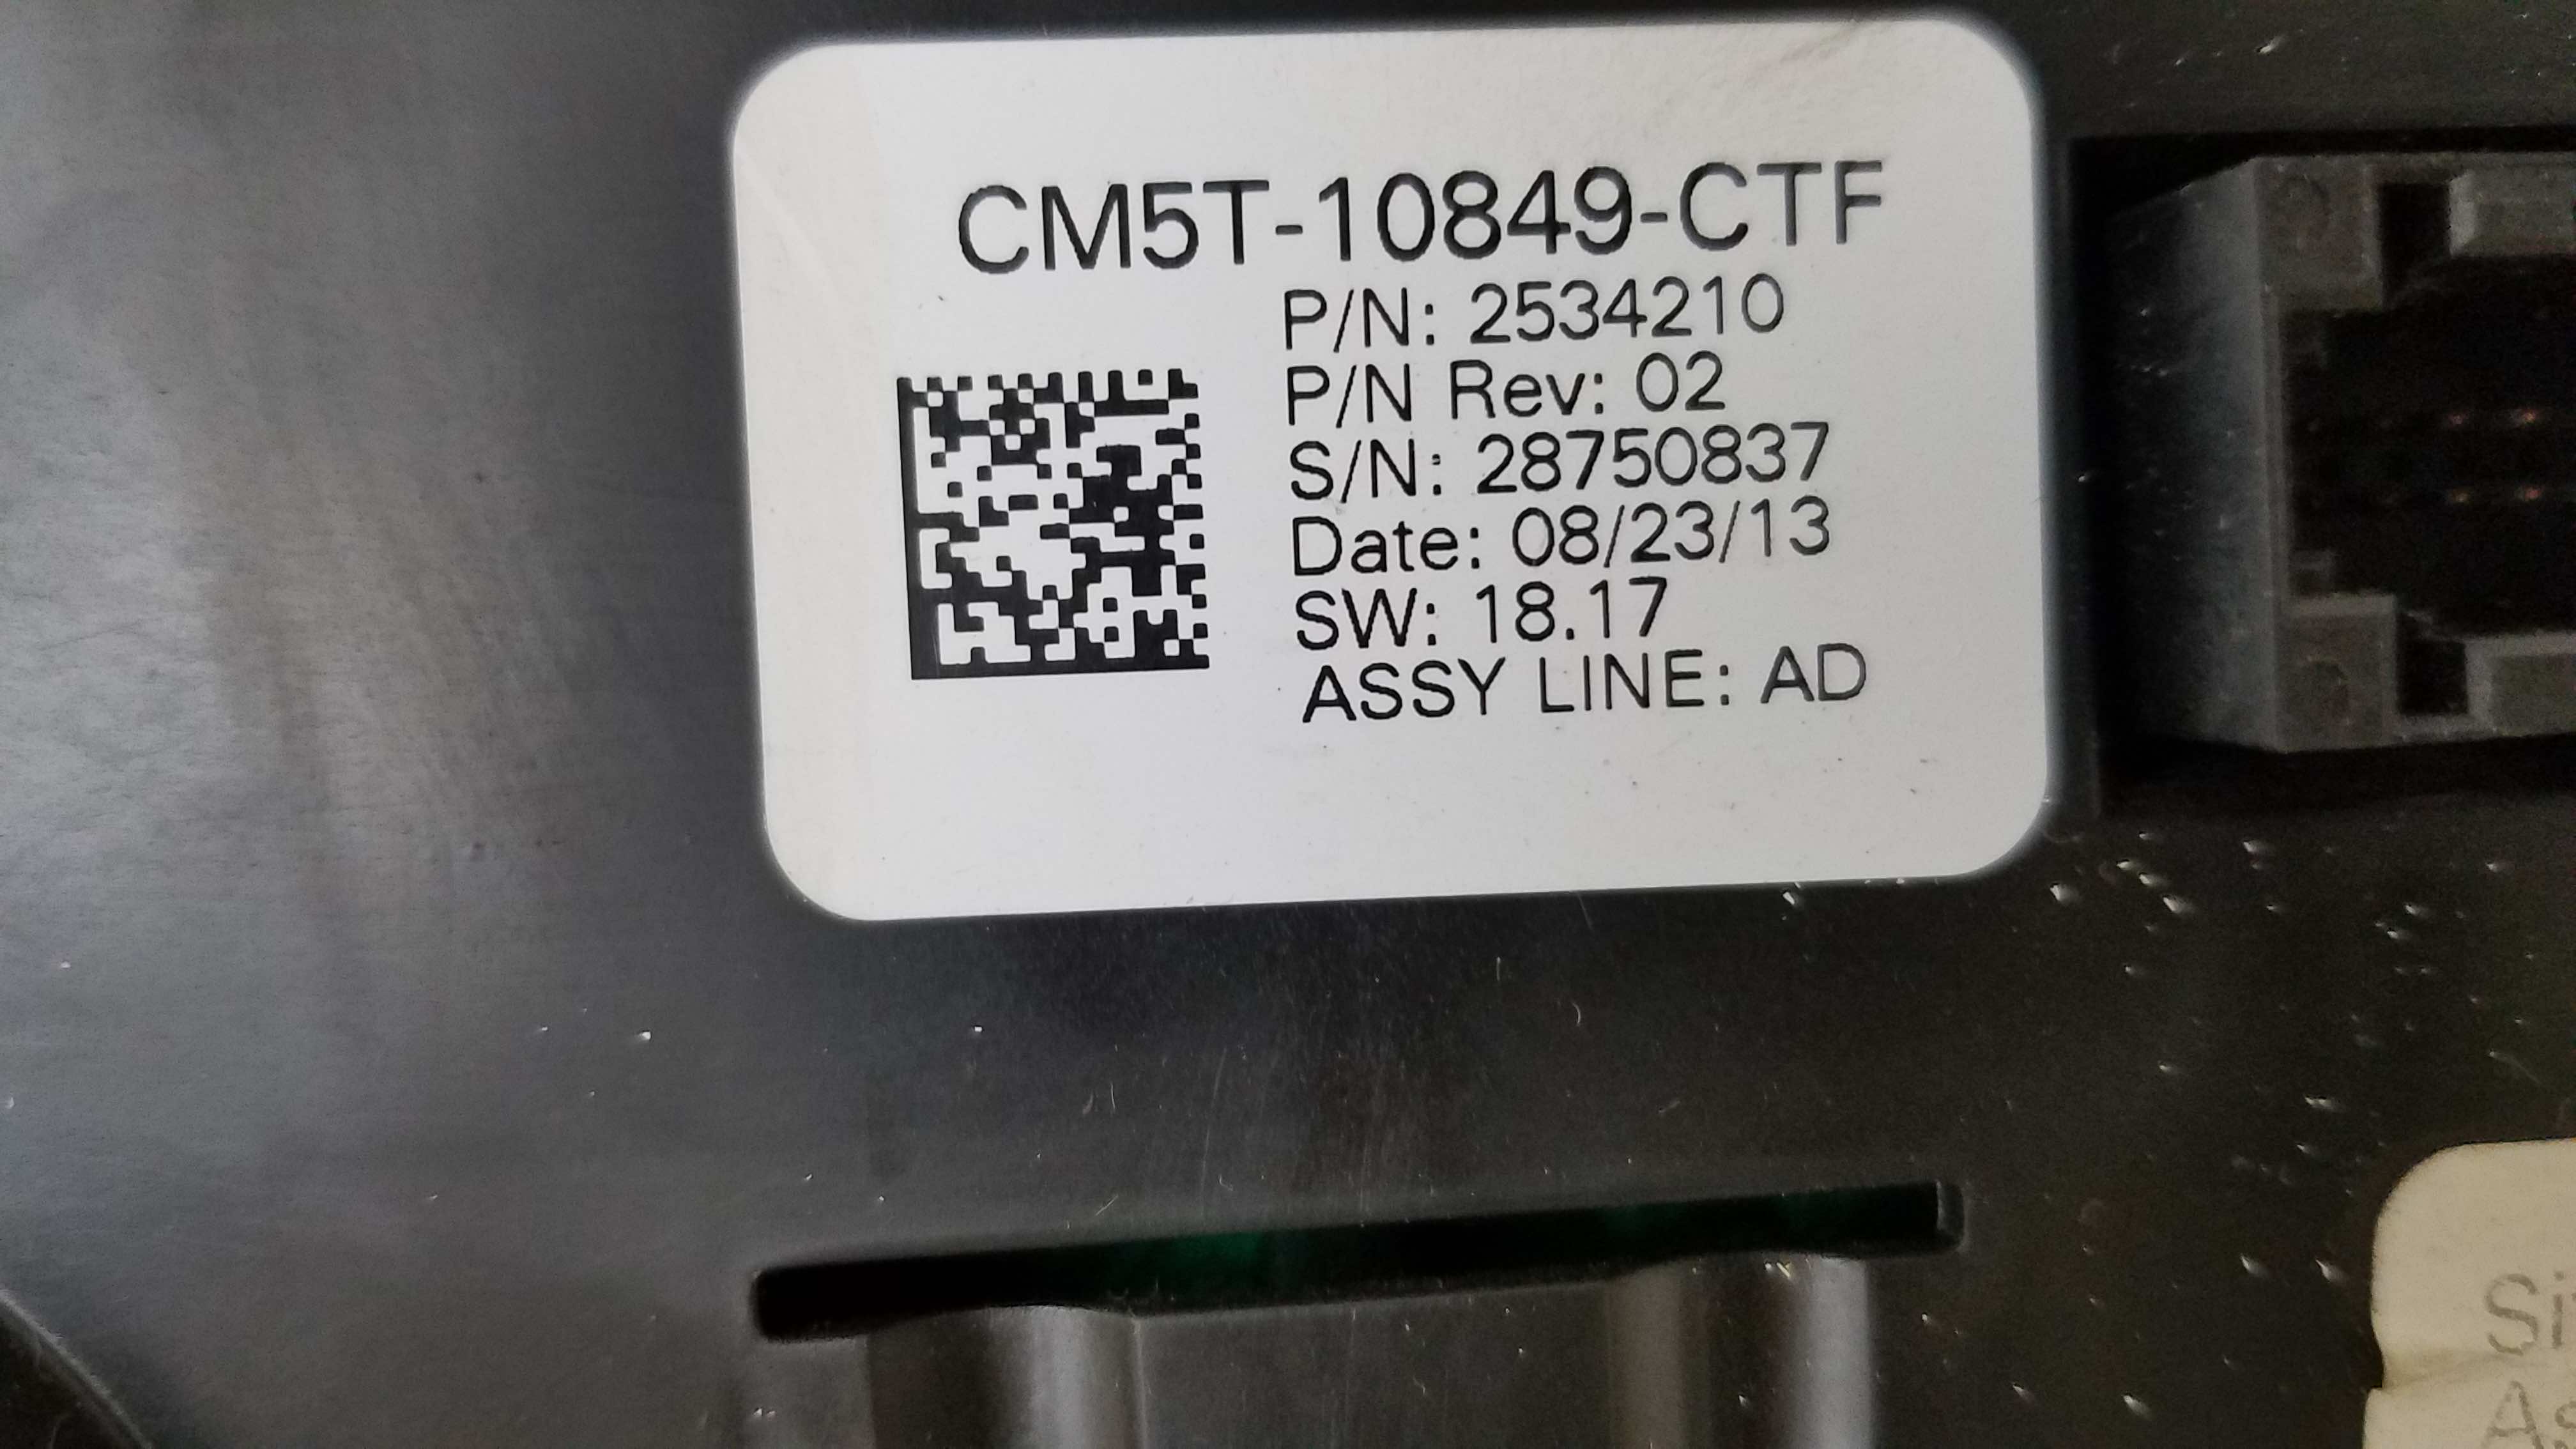 CM5T-10849-CTF
P/N: 2534210
P/N Rev: 02
S/N: 28750837
Date: 08/23/13
SW: 18.17
ASSY LINE: AD